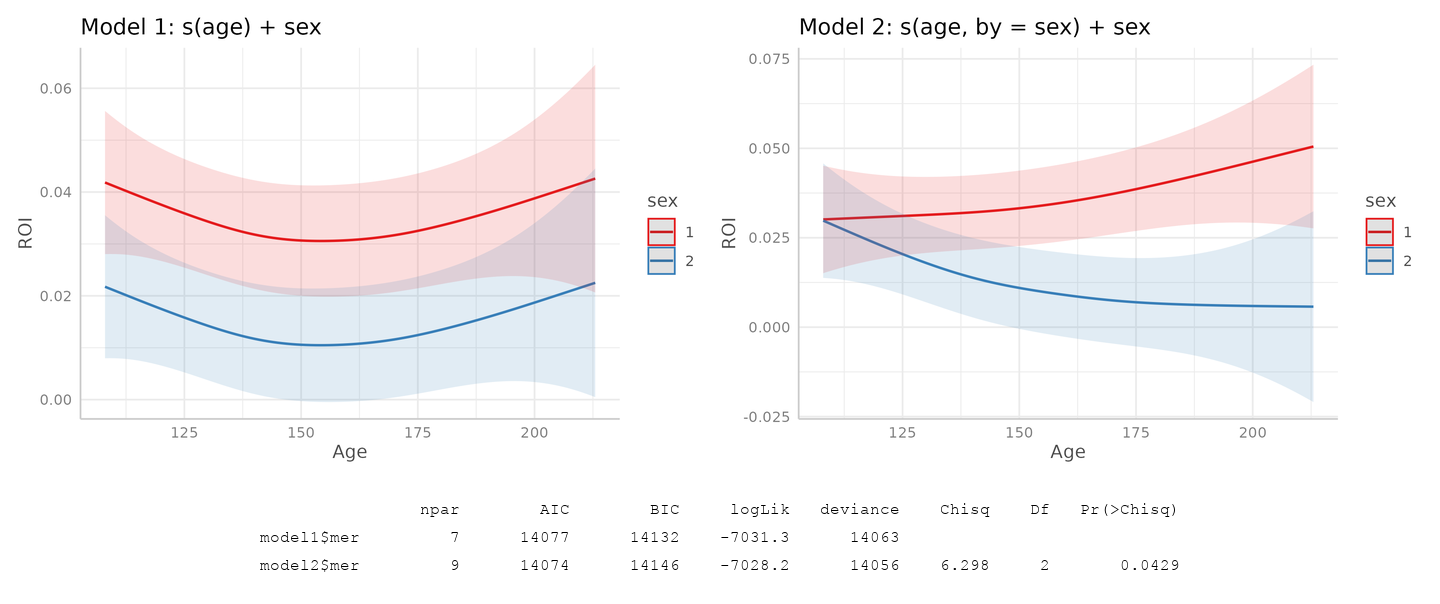 Model 1: s(age) + sex
0.06
0.04
0.02
0.00
ROI
125 150 175 200
Age
sex
1
2
Model 2: s(age, by = sex) + sex
0.075
0.050
0.025
0.000
-0.025
ROI
125 150 175 200
Age
sex
1
2
npar AIC BIC logLik deviance Chisq Df Pr(>Chisq)
model1$mer 7 14077 14132 -7031.3 14063
model2$mer 9 14074 14146 -7028.2 14056 6.298 2 0.0429